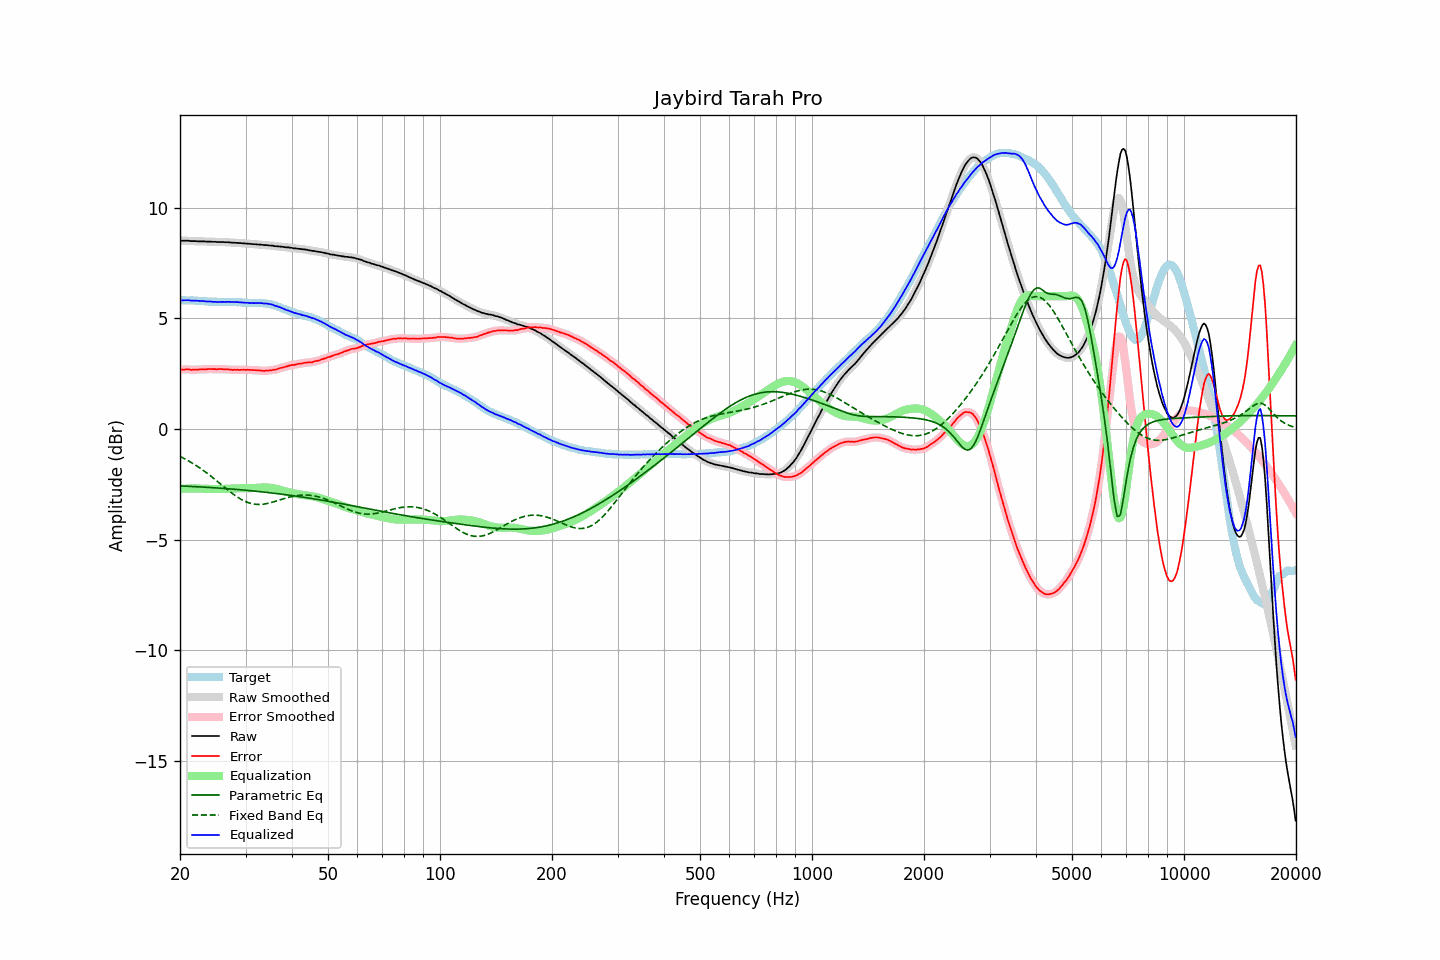 Jaybird Tarah Pro
Amplitude (dBr)
10
5
0
−5
−10
−15
Target
Raw Smoothed
Error Smoothed
Raw
Error
Equalization
Parametric Eq
Fixed Band Eq
Equalized
20 50 100 200 500 1000 2000 5000 10000 20000
Frequency (Hz)